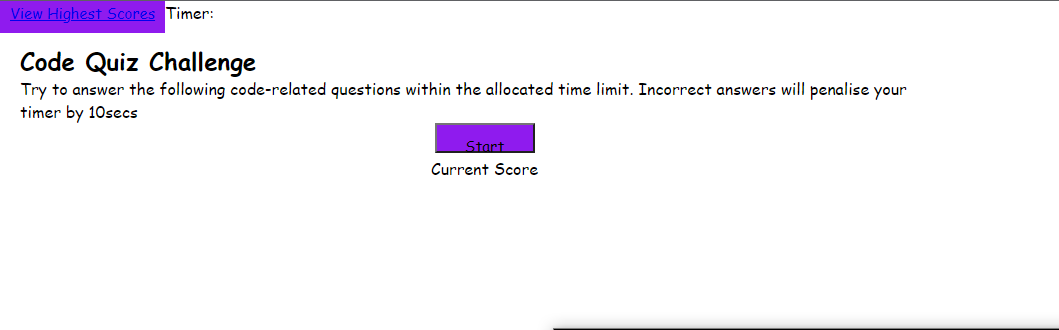 View Highest Scores Timer:
Code Quiz Challenge
Try to answer the following code-related questions within the allocated time limit. Incorrect answers will penalise your
timer by 10secs
Start
Current Score